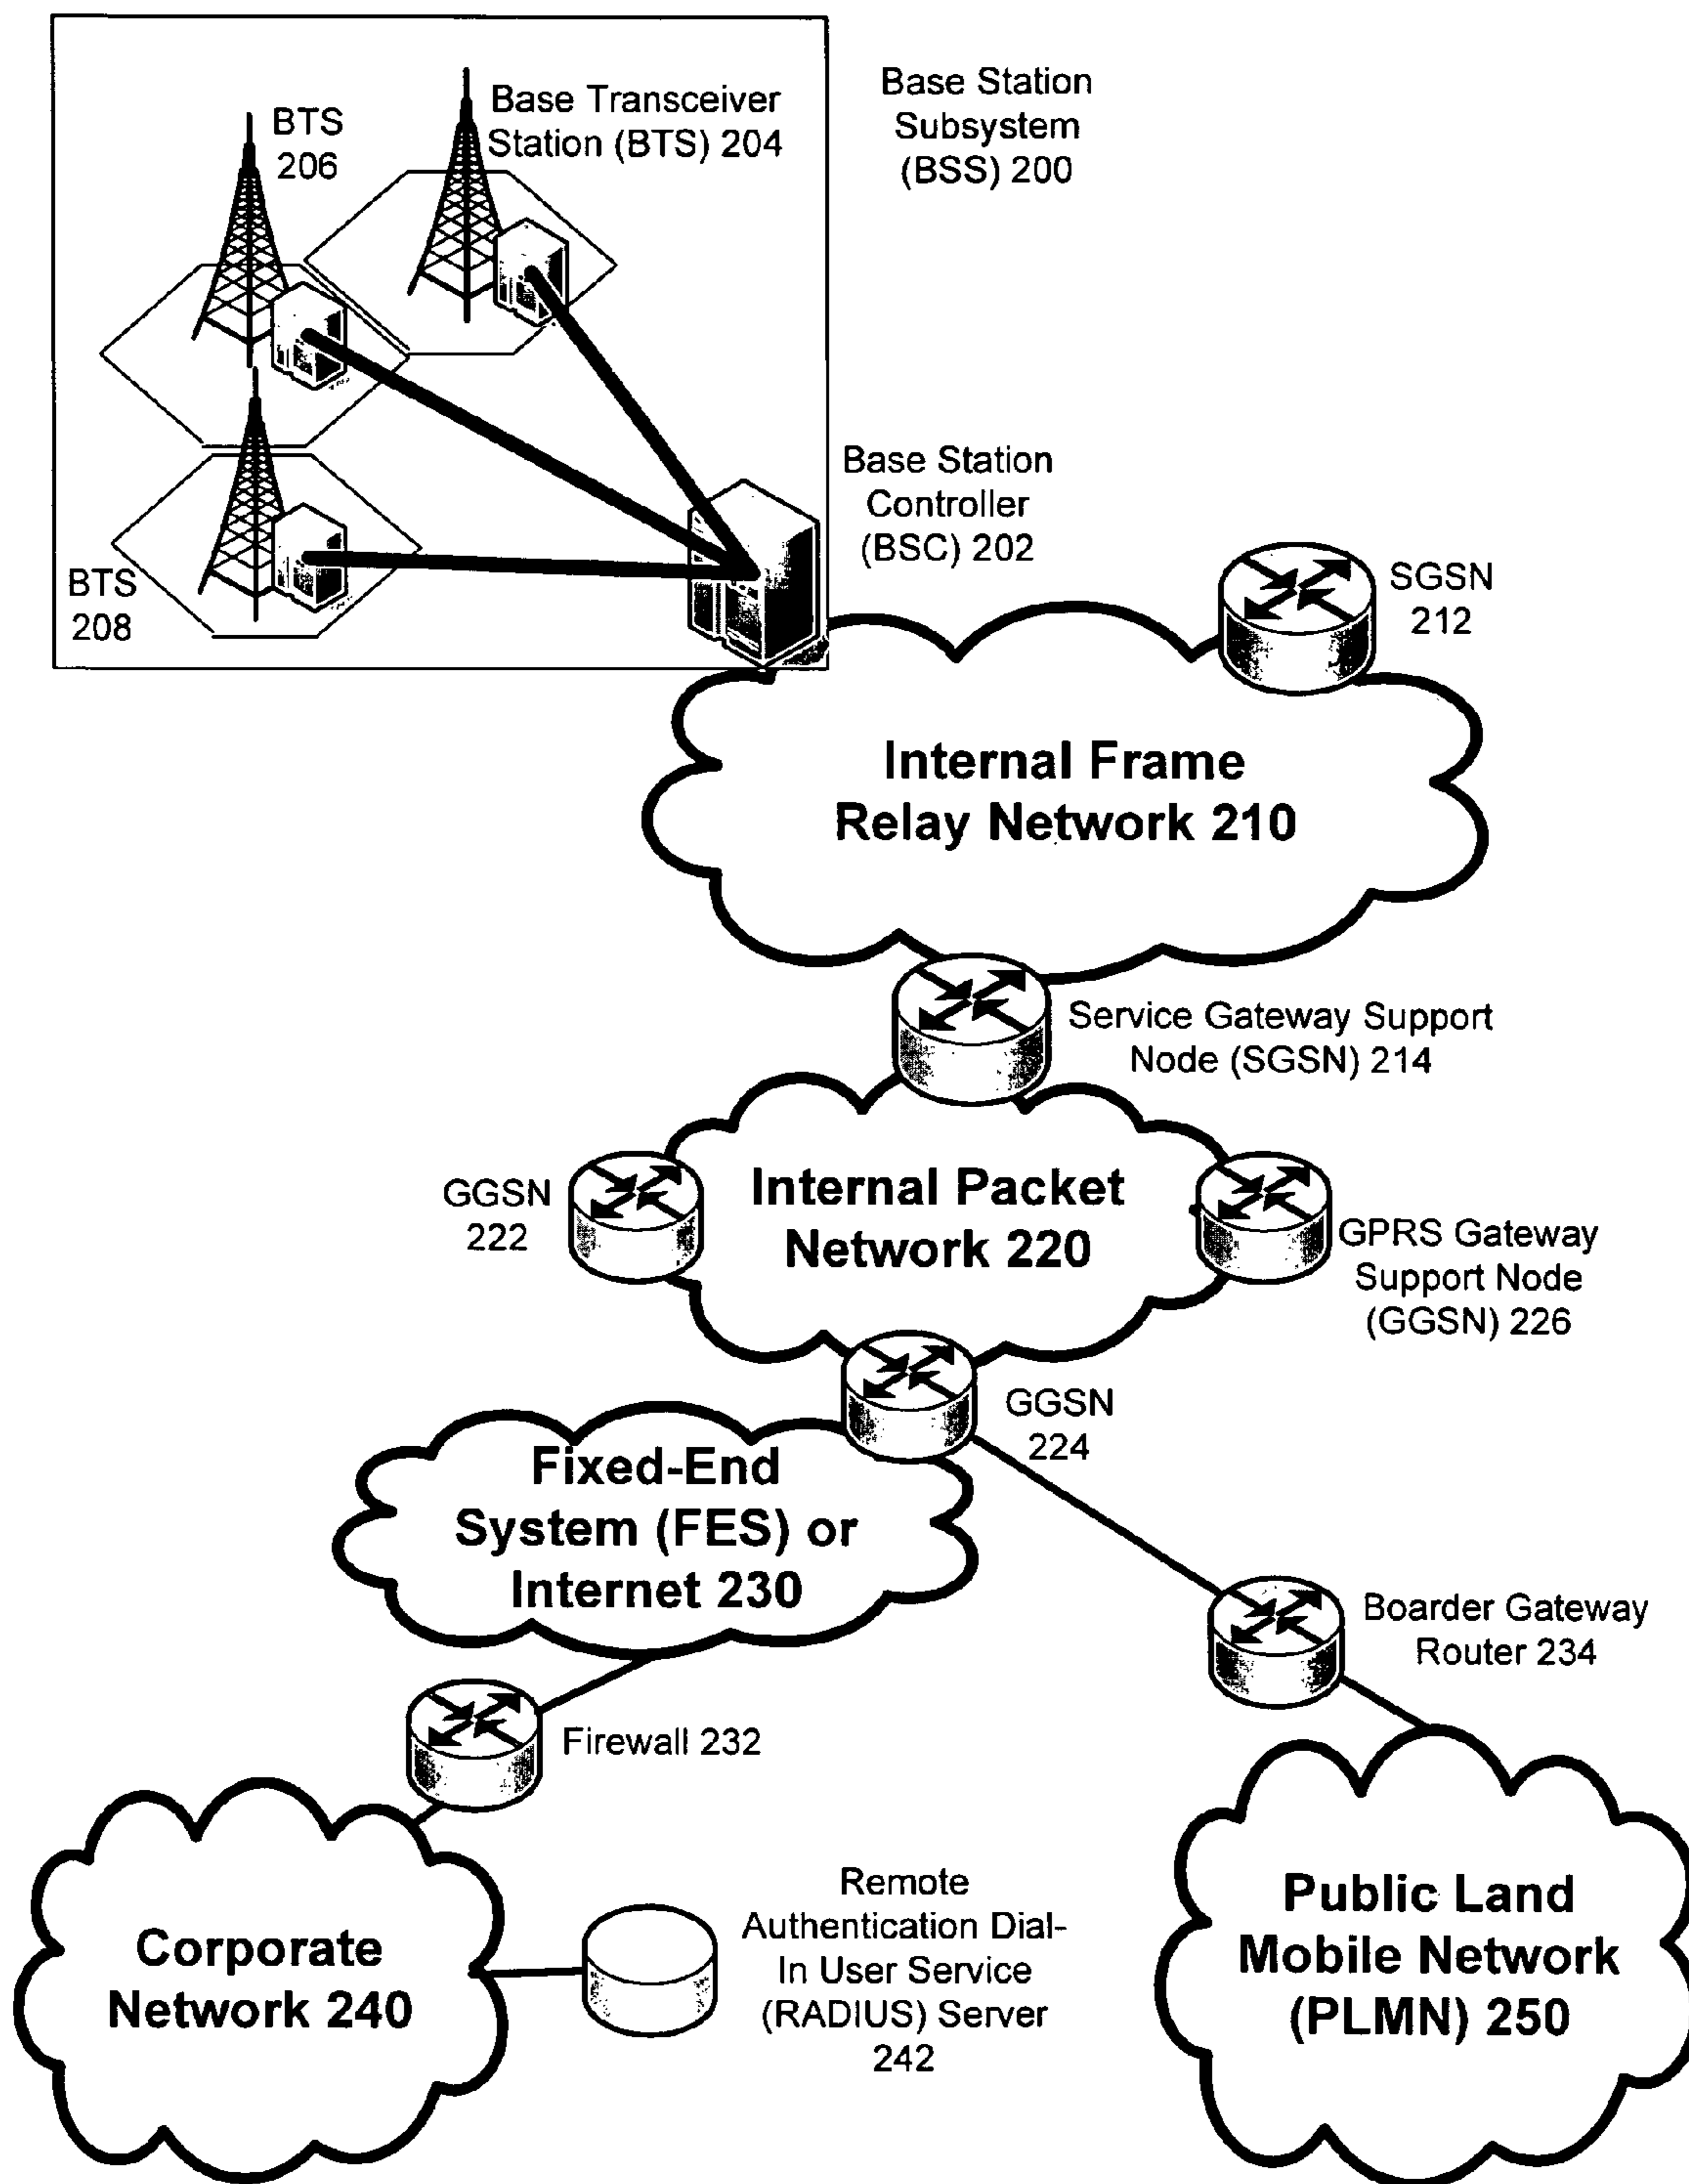 BTS
206
Base Transceiver
Station (BTS) 204
Base Station
Subsystem
(BSS) 200
Base Station
Controller
(BSC) 202
BTS
208
SGSN
212
Internal Frame
Relay Network 210
Service Gateway Support
Node (SGSN) 214
GGSN
222
Internal Packet
Network 220
GPRS Gateway
Support Node
(GGSN) 226
GGSN
224
Fixed-End
System (FES) or
Internet 230
Boarder Gateway
Router 234
Firewall 232
Corporate
Network 240
Remote
Authentication Dial-
In User Service
(RADIUS) Server
242
Public Land
Mobile Network
(PLMN) 250